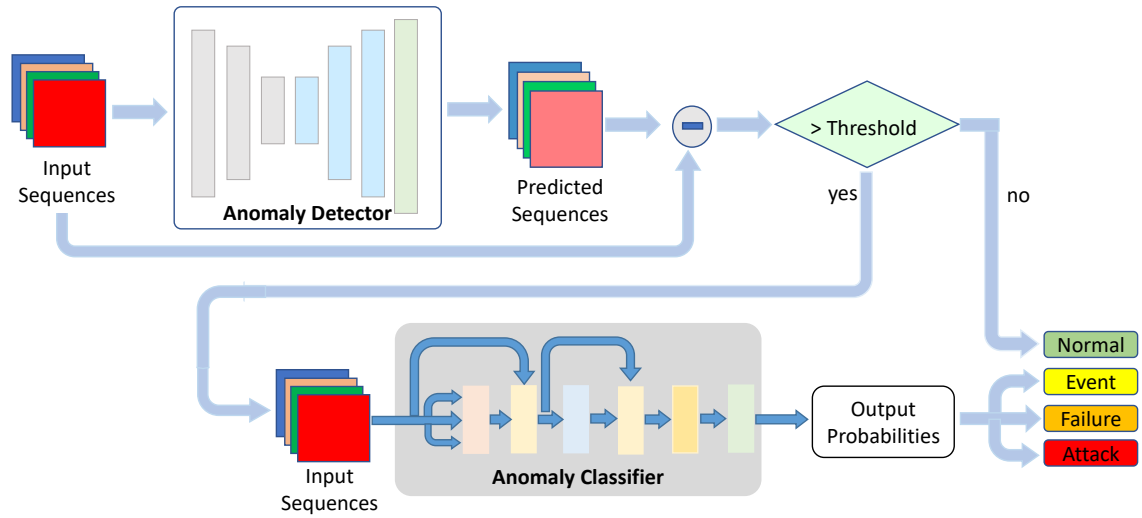 Input
Sequences
Anomaly Detector
Predicted
Sequences
> Threshold
yes
no
Input
Sequences
Anomaly Classifier
Output
Probabilities
Normal
Event
Failure
Attack